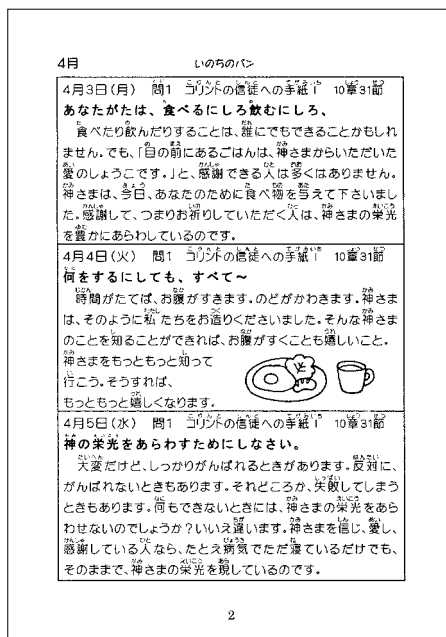 4月 いのちのパン
4月3日(月) 問1 コリントの信徒への手紙Ⅰ 10章31節
あなたがたは、食べるにしろ飲むにしろ、
食べたり飲んだりすることは、誰にでもできることかもしれ
ません。でも、「目の前にあるごはんは、神さまからいただいた
愛のしょうこです。」と、感謝できる人は多くはありません。
神さまは、今日、あなたのために食べ物を与えて下さいまし
た。感謝して、つまりお祈りしていただく人は、神さまの栄光
を豊かにあらわしているのです。
4月4日(火) 問1 コリントの信徒への手紙Ⅰ 10章31節
何をするにしても、すべて～
時間がたてば、お腹がすきます。のどがかわきます。神さま
は、そのように私たちをお造りくださいました。そんな神さま
のことを知ることができれば、お腹がすくことも嬉しいこと。
神さまをもっともっと知って
行こう。そうすれば、
もっともっと嬉しくなります。
4月5日(水) 問1 コリントの信徒への手紙Ⅰ 10章31節
神の栄光をあらわすためにしなさい。
大変だけど、しっかりがんばれるときがあります。反対に、
がんばれないときもあります。それどころか、失敗してしまう
ときもあります。何もできないときには、神さまの栄光をあら
わせないのでしょうか?いいえ違います。神さまを信じ、愛し、
感謝している人なら、たとえ病気でただ寝ているだけでも、
そのままで、神さまの栄光を現しているのです。
2